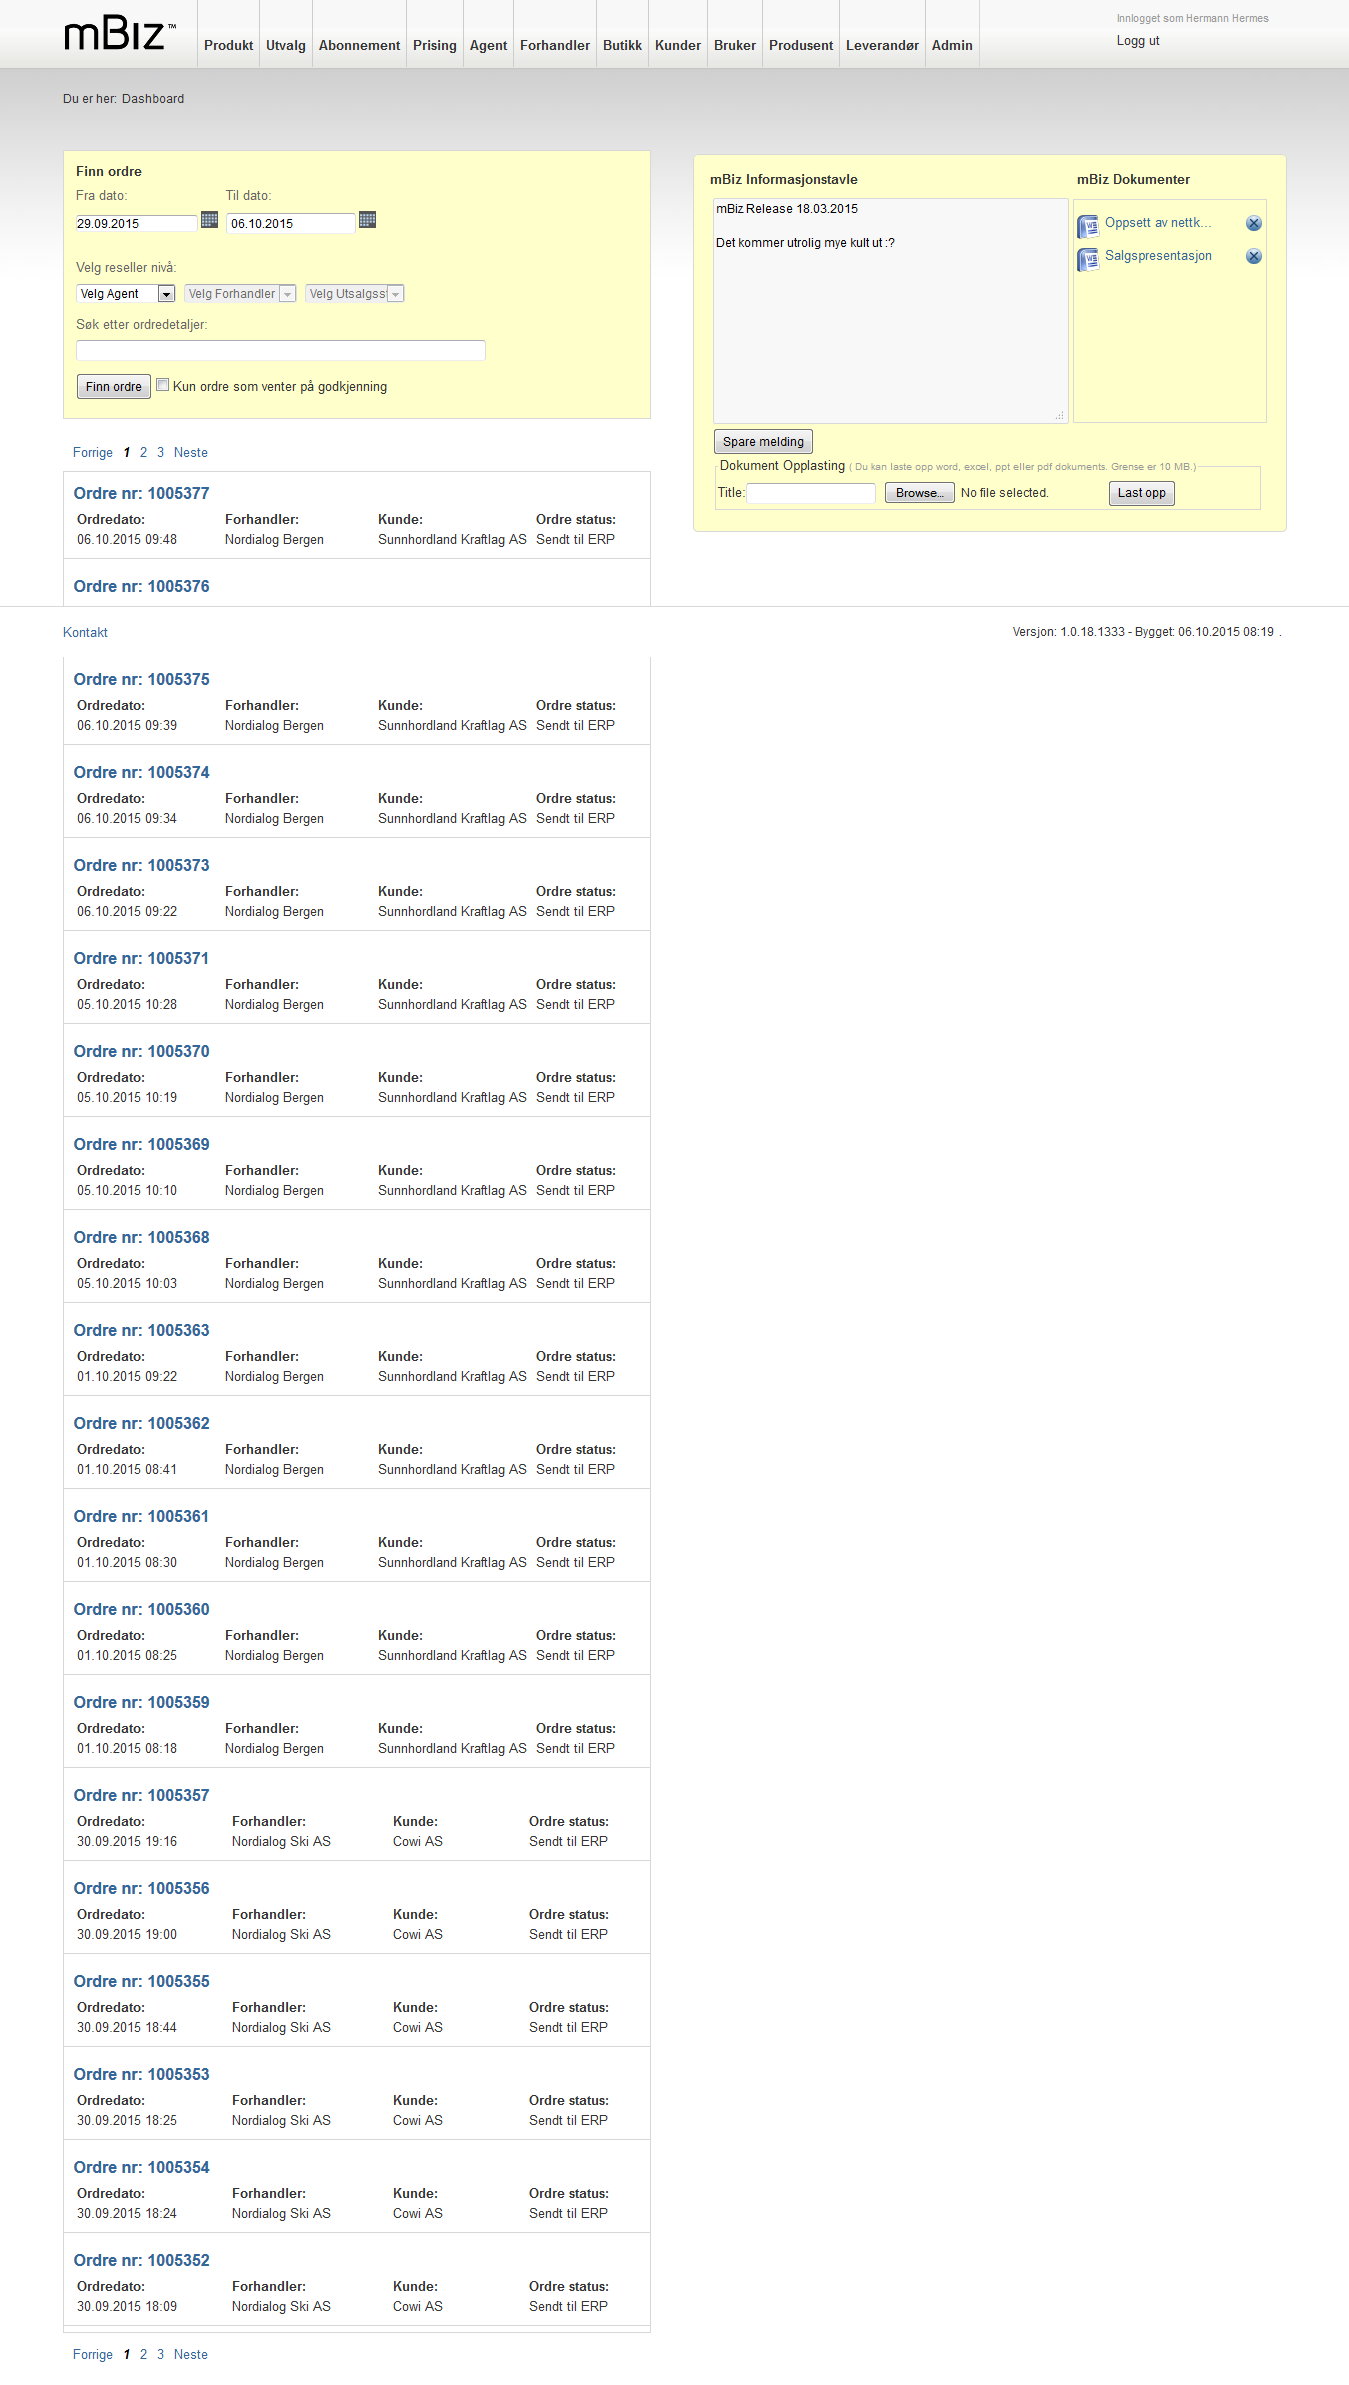 mBiz™
Produkt Utvalg Abonnement Prising Agent Forhandler Butikk Kunder Bruker Produsent Leverandør Admin
Innlogget som Hermann Hermes
Logg ut
Du er her: Dashboard
Finn ordre
Fra dato: Til dato:
29.09.2015 06.10.2015
Velg reseller nivå:
Velg Agent Velg Forhandler Velg Utsalgss
Søk etter ordredetaljer:
Finn ordre Kun ordre som venter på godkjenning
mBiz Informasjonstavle mBiz Dokumenter
mBiz Release 18.03.2015
Det kommer utrolig mye kult ut :?
Oppsett av nettk...
Salgspresentasjon
Spare melding
Dokument Opplasting ( Du kan laste opp word, excel, ppt eller pdf dokuments. Grense er 10 MB.)
Title: Browse... No file selected. Last opp
Forrige 1 2 3 Neste
Ordre nr: 1005377
Ordredato: Forhandler: Kunde: Ordre status:
06.10.2015 09:48 Nordialog Bergen Sunnhordland Kraftlag AS Sendt til ERP
Ordre nr: 1005376
Kontakt Versjon: 1.0.18.1333 - Bygget: 06.10.2015 08:19 .
Ordre nr: 1005375
Ordredato: Forhandler: Kunde: Ordre status:
06.10.2015 09:39 Nordialog Bergen Sunnhordland Kraftlag AS Sendt til ERP
Ordre nr: 1005374
Ordredato: Forhandler: Kunde: Ordre status:
06.10.2015 09:34 Nordialog Bergen Sunnhordland Kraftlag AS Sendt til ERP
Ordre nr: 1005373
Ordredato: Forhandler: Kunde: Ordre status:
06.10.2015 09:22 Nordialog Bergen Sunnhordland Kraftlag AS Sendt til ERP
Ordre nr: 1005371
Ordredato: Forhandler: Kunde: Ordre status:
05.10.2015 10:28 Nordialog Bergen Sunnhordland Kraftlag AS Sendt til ERP
Ordre nr: 1005370
Ordredato: Forhandler: Kunde: Ordre status:
05.10.2015 10:19 Nordialog Bergen Sunnhordland Kraftlag AS Sendt til ERP
Ordre nr: 1005369
Ordredato: Forhandler: Kunde: Ordre status:
05.10.2015 10:10 Nordialog Bergen Sunnhordland Kraftlag AS Sendt til ERP
Ordre nr: 1005368
Ordredato: Forhandler: Kunde: Ordre status:
05.10.2015 10:03 Nordialog Bergen Sunnhordland Kraftlag AS Sendt til ERP
Ordre nr: 1005363
Ordredato: Forhandler: Kunde: Ordre status:
01.10.2015 09:22 Nordialog Bergen Sunnhordland Kraftlag AS Sendt til ERP
Ordre nr: 1005362
Ordredato: Forhandler: Kunde: Ordre status:
01.10.2015 08:41 Nordialog Bergen Sunnhordland Kraftlag AS Sendt til ERP
Ordre nr: 1005361
Ordredato: Forhandler: Kunde: Ordre status:
01.10.2015 08:30 Nordialog Bergen Sunnhordland Kraftlag AS Sendt til ERP
Ordre nr: 1005360
Ordredato: Forhandler: Kunde: Ordre status:
01.10.2015 08:25 Nordialog Bergen Sunnhordland Kraftlag AS Sendt til ERP
Ordre nr: 1005359
Ordredato: Forhandler: Kunde: Ordre status:
01.10.2015 08:18 Nordialog Bergen Sunnhordland Kraftlag AS Sendt til ERP
Ordre nr: 1005357
Ordredato: Forhandler: Kunde: Ordre status:
30.09.2015 19:16 Nordialog Ski AS Cowi AS Sendt til ERP
Ordre nr: 1005356
Ordredato: Forhandler: Kunde: Ordre status:
30.09.2015 19:00 Nordialog Ski AS Cowi AS Sendt til ERP
Ordre nr: 1005355
Ordredato: Forhandler: Kunde: Ordre status:
30.09.2015 18:44 Nordialog Ski AS Cowi AS Sendt til ERP
Ordre nr: 1005353
Ordredato: Forhandler: Kunde: Ordre status:
30.09.2015 18:25 Nordialog Ski AS Cowi AS Sendt til ERP
Ordre nr: 1005354
Ordredato: Forhandler: Kunde: Ordre status:
30.09.2015 18:24 Nordialog Ski AS Cowi AS Sendt til ERP
Ordre nr: 1005352
Ordredato: Forhandler: Kunde: Ordre status:
30.09.2015 18:09 Nordialog Ski AS Cowi AS Sendt til ERP
Forrige 1 2 3 Neste